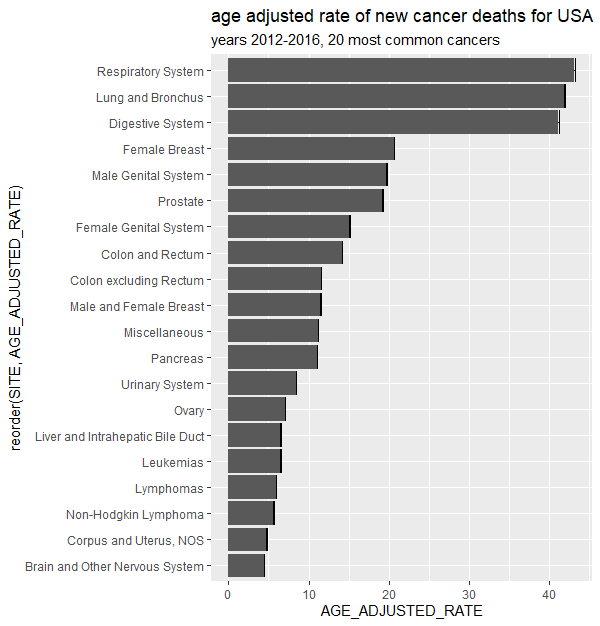 age adjusted rate of new cancer deaths for USA
years 2012-2016, 20 most common cancers
reorder(SITE, AGE_ADJUSTED_RATE)
Respiratory System
Lung and Bronchus
Digestive System
Female Breast
Male Genital System
Prostate
Female Genital System
Colon and Rectum
Colon excluding Rectum
Male and Female Breast
Miscellaneous
Pancreas
Urinary System
Ovary
Liver and Intrahepatic Bile Duct
Leukemias
Lymphomas
Non-Hodgkin Lymphoma
Corpus and Uterus, NOS
Brain and Other Nervous System
0 10 20 30 40
AGE_ADJUSTED_RATE